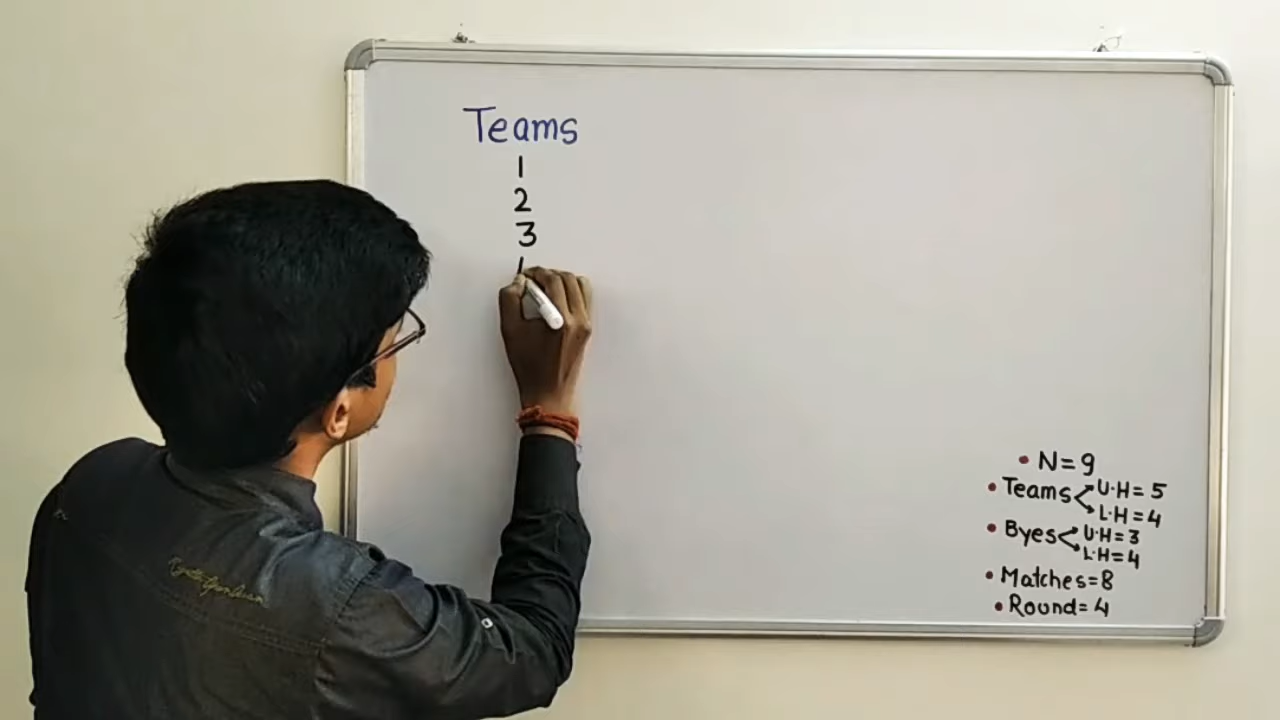 Teams
1
2
3
• N=9
• Teams U·H=5
L·H=4
• Byes U·H=3
L·H=4
• Matches=8
• Round=4